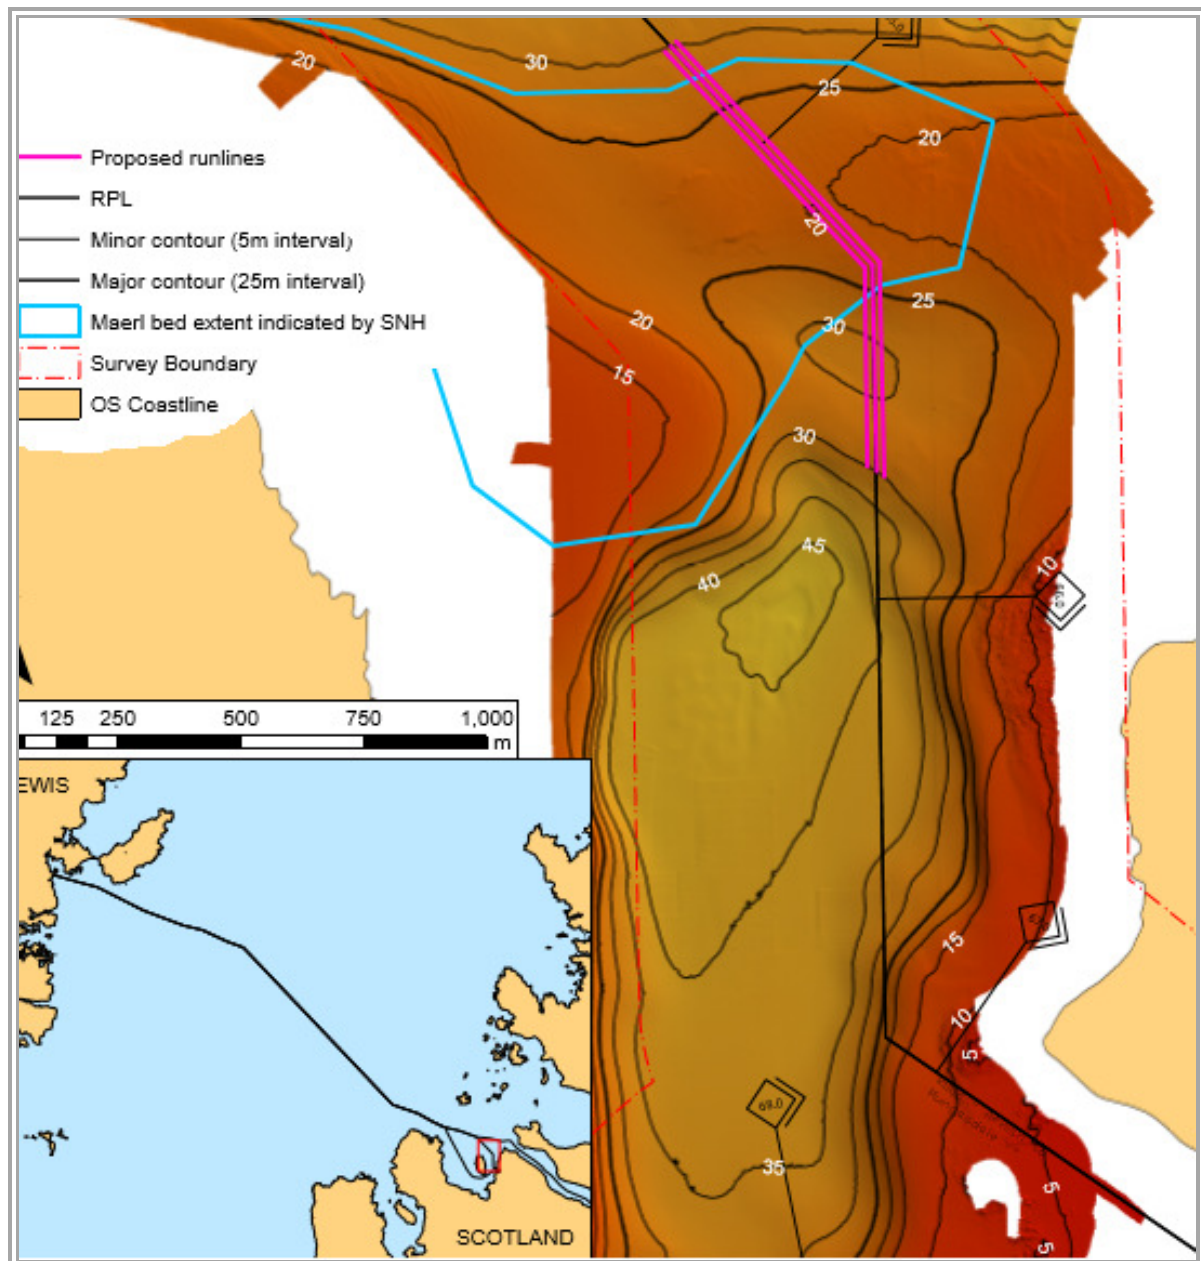 Proposed runlines
RPL
Minor contour (5m interval)
Major contour (25m interval)
Maerl bed extent indicated by SNH
Survey Boundary
OS Coastline
20
30
25
20
20
25
30
20
15
30
45
40
10
15
10
5
35
5
5
69.0
125 250 500 750 1,000
m
EWIS
SCOTLAND